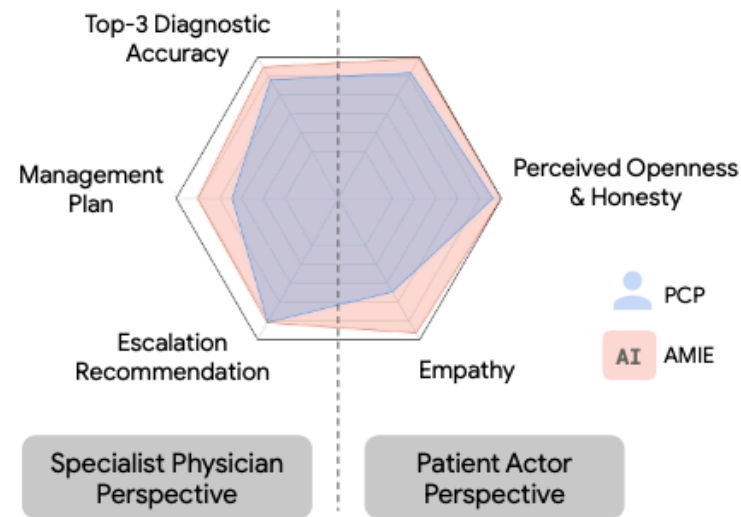 Top-3 Diagnostic
Accuracy
Management
Plan
Perceived Openness
& Honesty
PCP
AI AMIE
Escalation
Recommendation
Empathy
Specialist Physician
Perspective
Patient Actor
Perspective